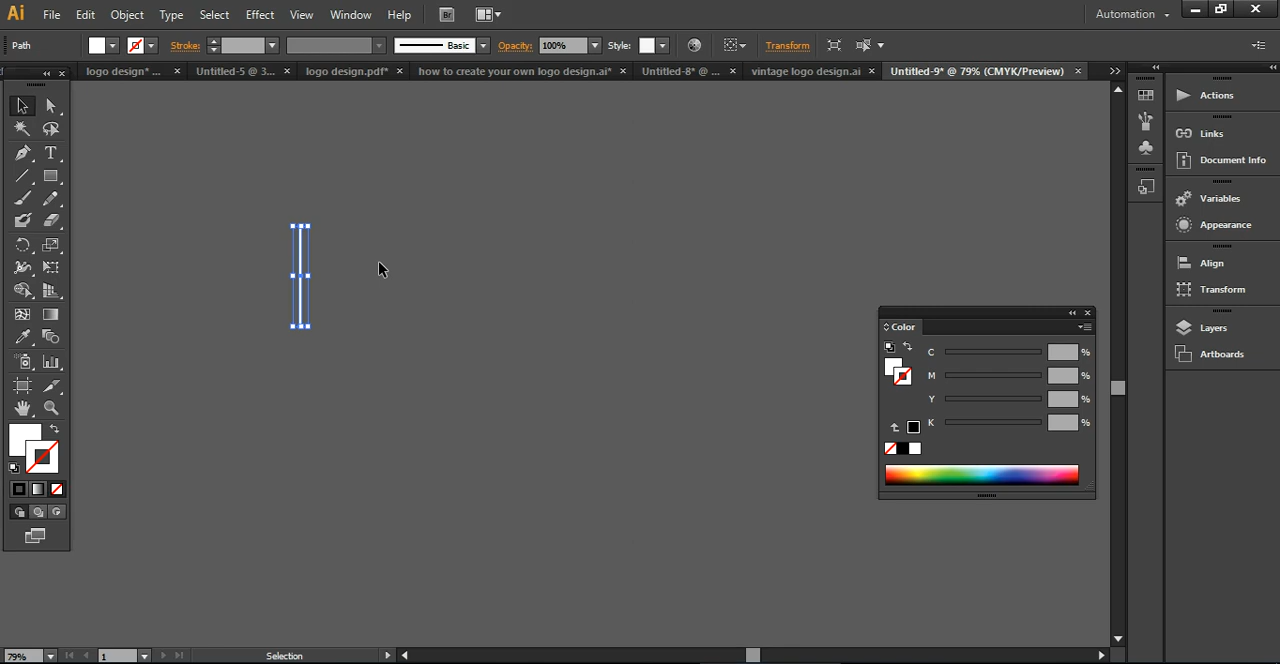 Ai File Edit Object Type Select Effect View Window Help Br Automation
Path Stroke: Basic Opacity: 100% Style: Transform
logo design* ... × Untitled-5 @ 3... × logo design.pdf* × how to create your own logo design.ai* × Untitled-8* @ ... × vintage logo design.ai × Untitled-9* @ 79% (CMYK/Preview) ×
Actions
Links
Document Info
Variables
Appearance
Align
Transform
Layers
Artboards
Color
C %
M %
Y %
K %
79% 1 Selection